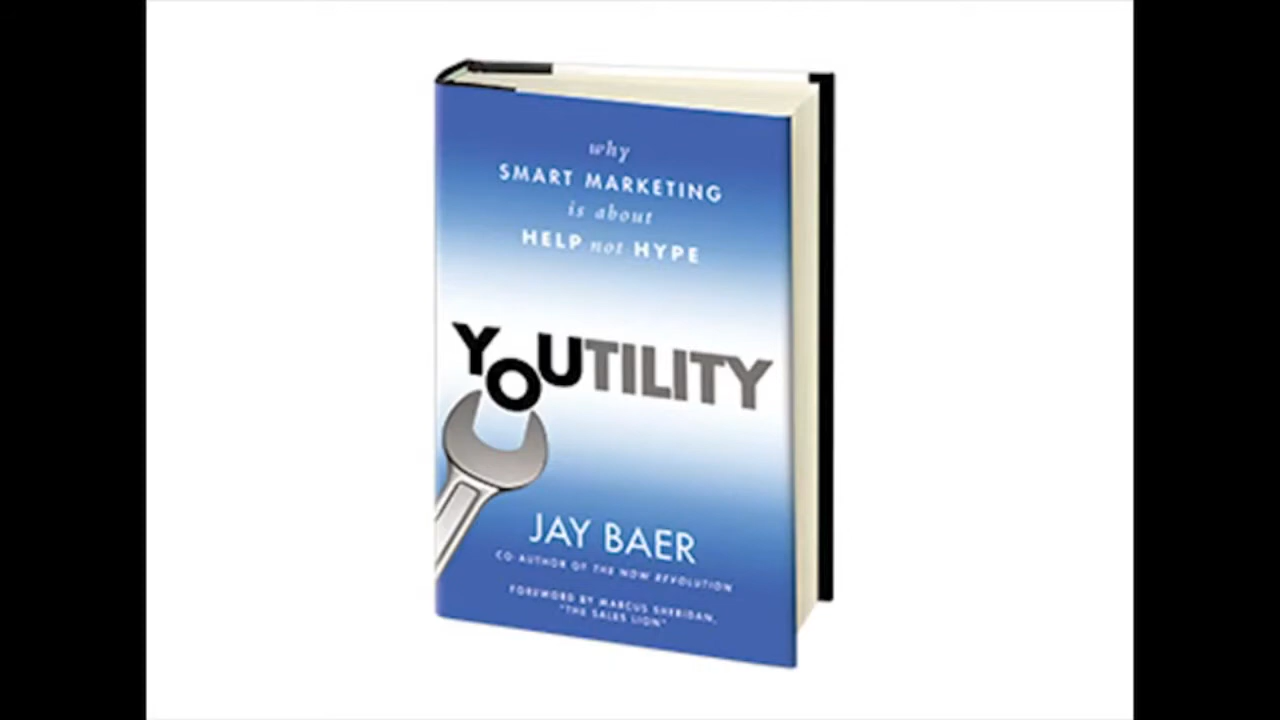 why
SMART MARKETING
is about
HELP not HYPE
YOUTILITY
JAY BAER
CO-AUTHOR OF THE NOW REVOLUTION
FOREWORD BY MARCUS SHERIDAN,
"THE SALES LION"